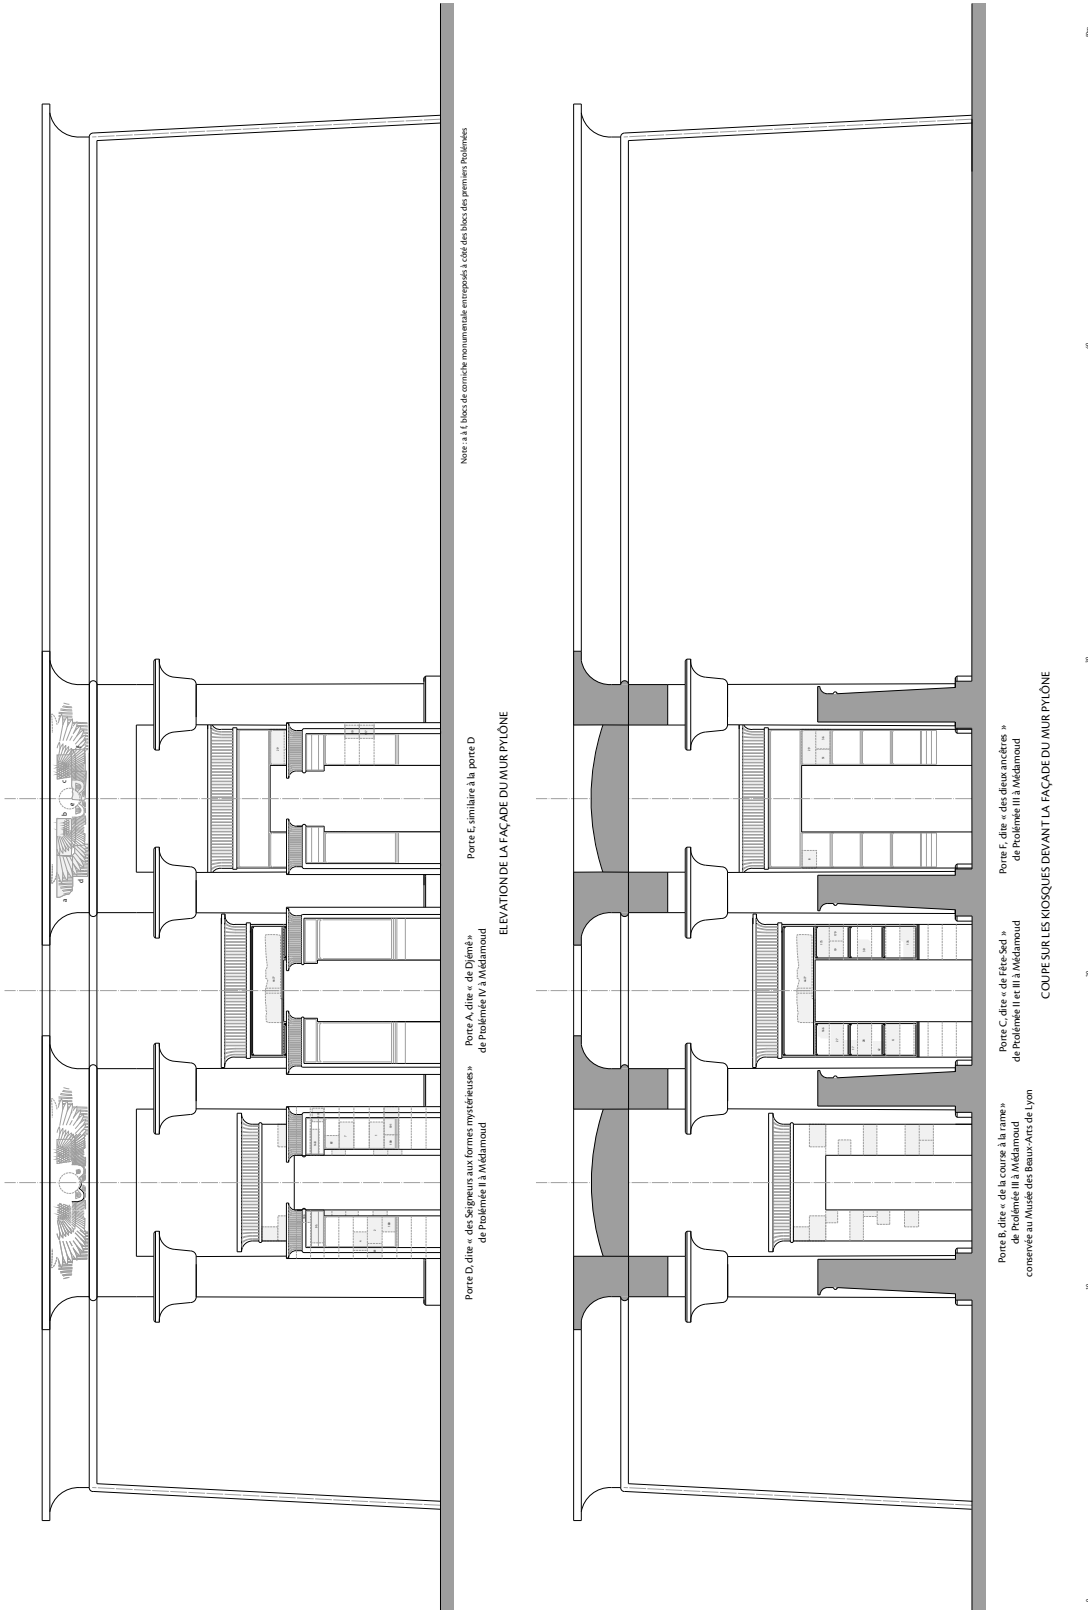 Note : a à f, blocs de corniche monumentale entreposés à côté des blocs des premiers Ptolémées
Porte D, dite « des Seigneurs aux formes mystérieuses »
de Ptolémée II à Médamoud
Porte A, dite « de Djémê »
de Ptolémée IV à Médamoud
Porte E, similaire à la porte D
ELEVATION DE LA FAÇADE DU MUR PYLÔNE
Porte B, dite « de la course à la rame »
de Ptolémée III à Médamoud
conservée au Musée des Beaux-Arts de Lyon
Porte C, dite « de Fête-Sed »
de Ptolémée II et III à Médamoud
Porte F, dite « des dieux ancêtres »
de Ptolémée III à Médamoud
COUPE SUR LES KIOSQUES DEVANT LA FAÇADE DU MUR PYLÔNE
a
d
b
e
c
f